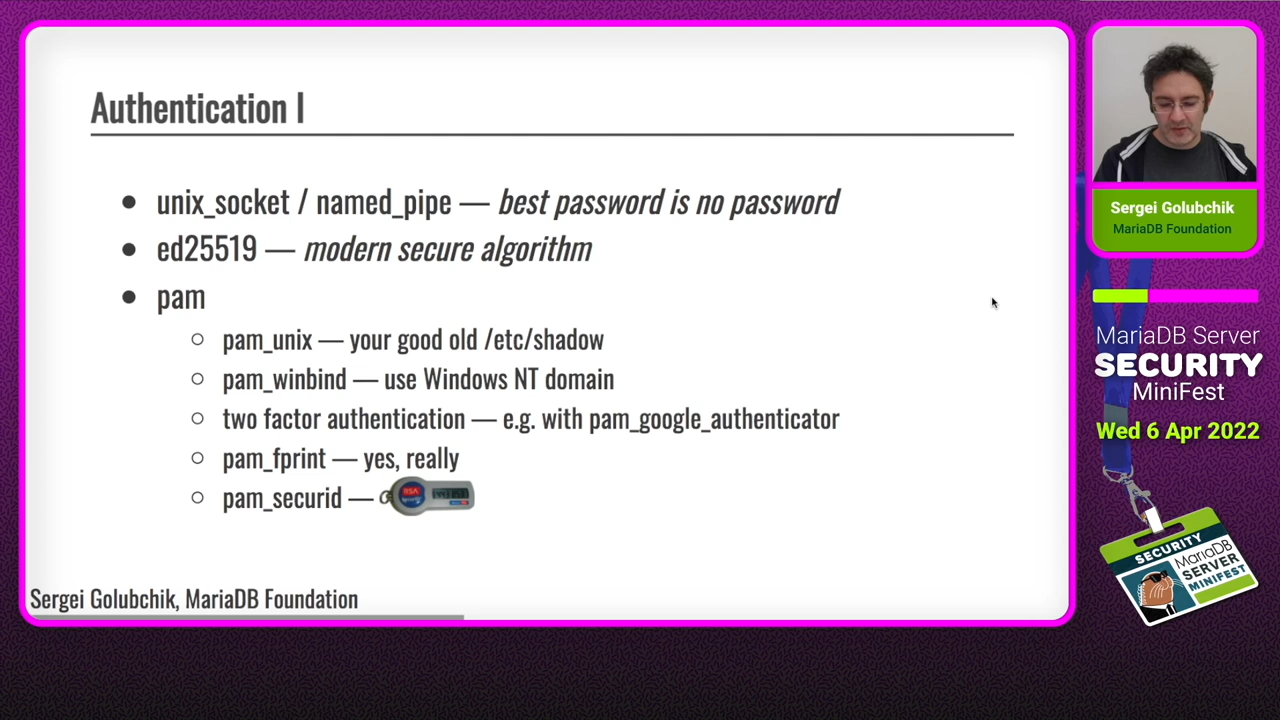 Authentication I
● unix_socket / named_pipe — best password is no password
● ed25519 — modern secure algorithm
● pam
○ pam_unix — your good old /etc/shadow
○ pam_winbind — use Windows NT domain
○ two factor authentication — e.g. with pam_google_authenticator
○ pam_fprint — yes, really
○ pam_securid —
RSA
Sergei Golubchik, MariaDB Foundation
Sergei Golubchik
MariaDB Foundation
MariaDB Server
SECURITY
MiniFest
Wed 6 Apr 2022
SECURITY
MariaDB
SERVER
MINIFEST